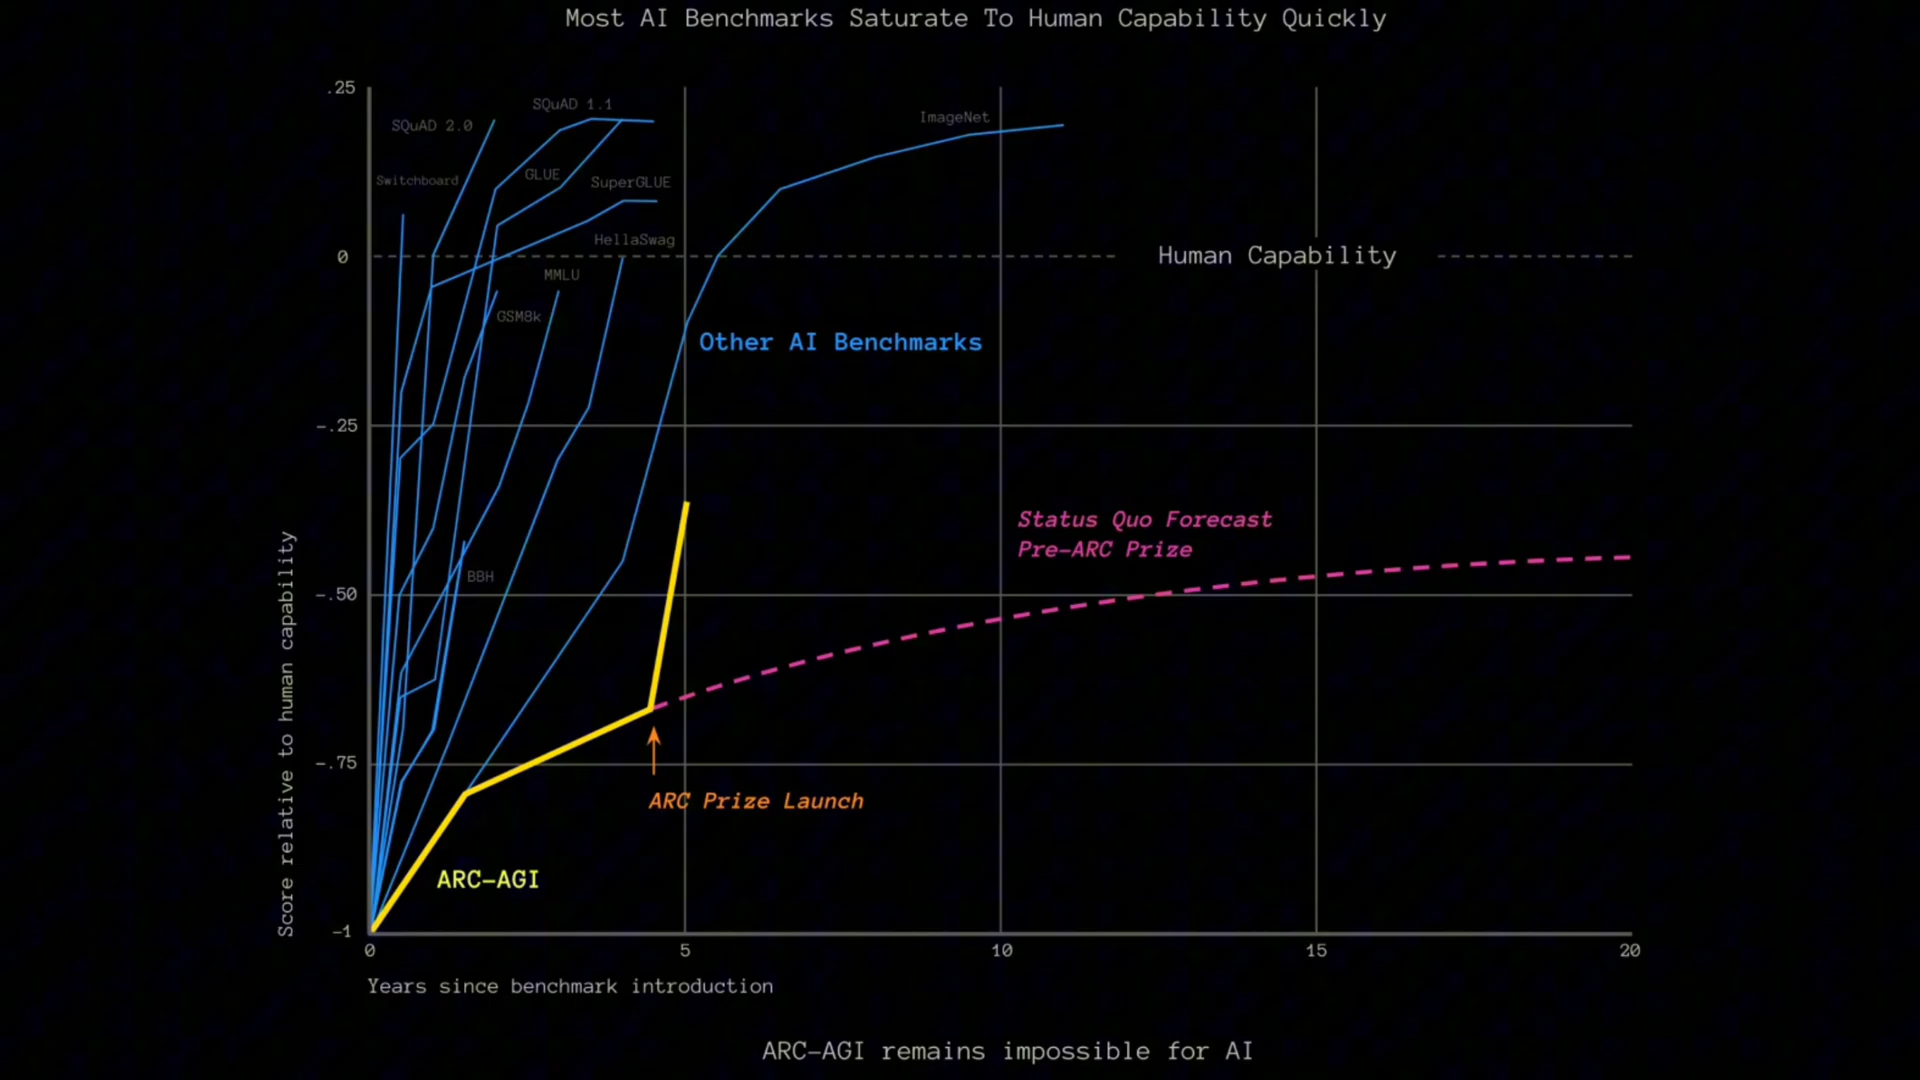 Most AI Benchmarks Saturate To Human Capability Quickly
.25
SQuAD 1.1
SQuAD 2.0
ImageNet
GLUE
Switchboard
SuperGLUE
HellaSwag
0
Human Capability
MMLU
GSM8k
Other AI Benchmarks
-.25
Status Quo Forecast
Pre-ARC Prize
BBH
-.50
Score relative to human capability
-.75
ARC Prize Launch
ARC-AGI
-1
0
5
10
15
20
Years since benchmark introduction
ARC-AGI remains impossible for AI